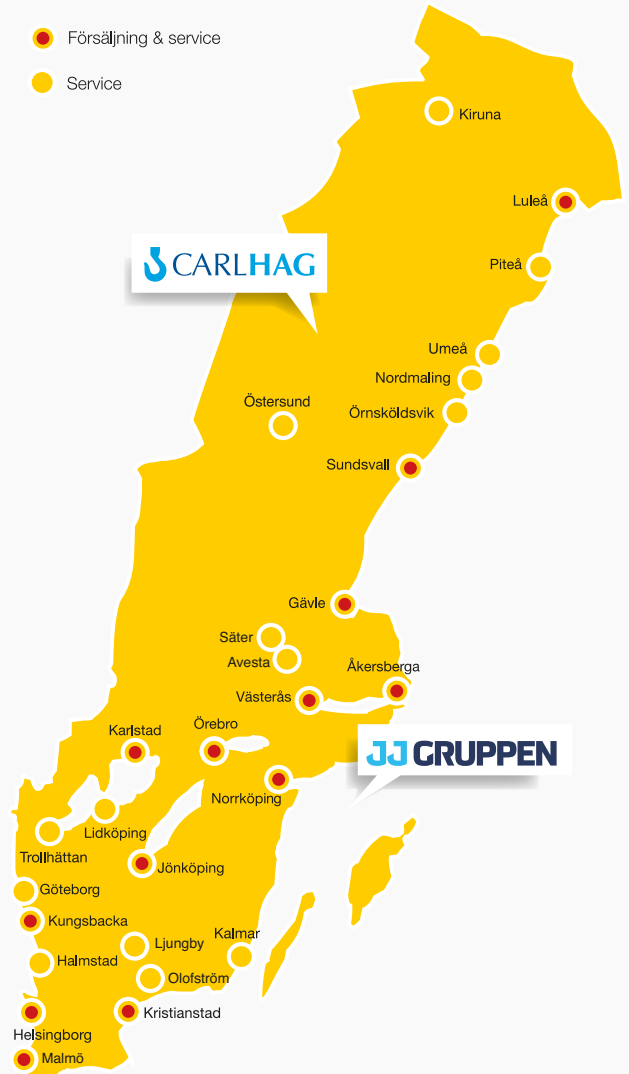 Försäljning & service
Service
Kiruna
Luleå
CARLHAG
Piteå
Umeå
Nordmaling
Östersund
Örnsköldsvik
Sundsvall
Gävle
Säter
Avesta
Åkersberga
Västerås
Örebro
Karlstad
JJ GRUPPEN
Norrköping
Lidköping
Trollhättan
Jönköping
Göteborg
Kungsbacka
Kalmar
Ljungby
Halmstad
Olofström
Kristianstad
Helsingborg
Malmö